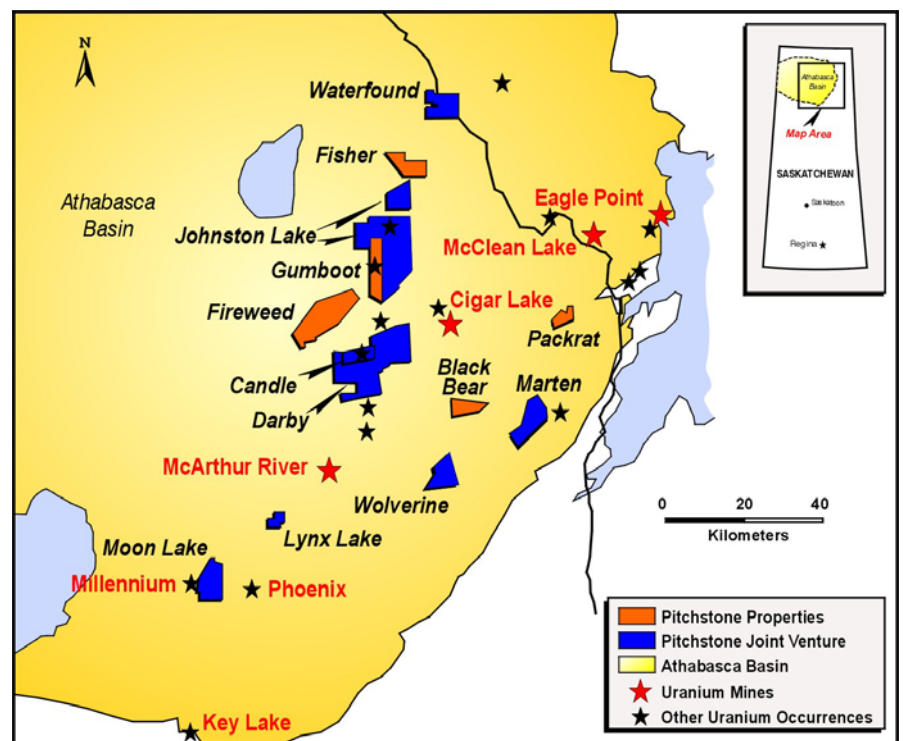 N
Waterfound
Fisher
Athabasca
Basin
Johnston Lake
Gumboot
Fireweed
Eagle Point
McClean Lake
Cigar Lake
Packrat
Candle
Darby
Black
Bear
Marten
McArthur River
Wolverine
Lynx Lake
Moon Lake
Millennium
Phoenix
Key Lake
Athabasca
Basin
Map Area
SASKATCHEWAN
Saskatoon
Regina
0 20 40
Kilometers
Pitchstone Properties
Pitchstone Joint Venture
Athabasca Basin
Uranium Mines
Other Uranium Occurrences